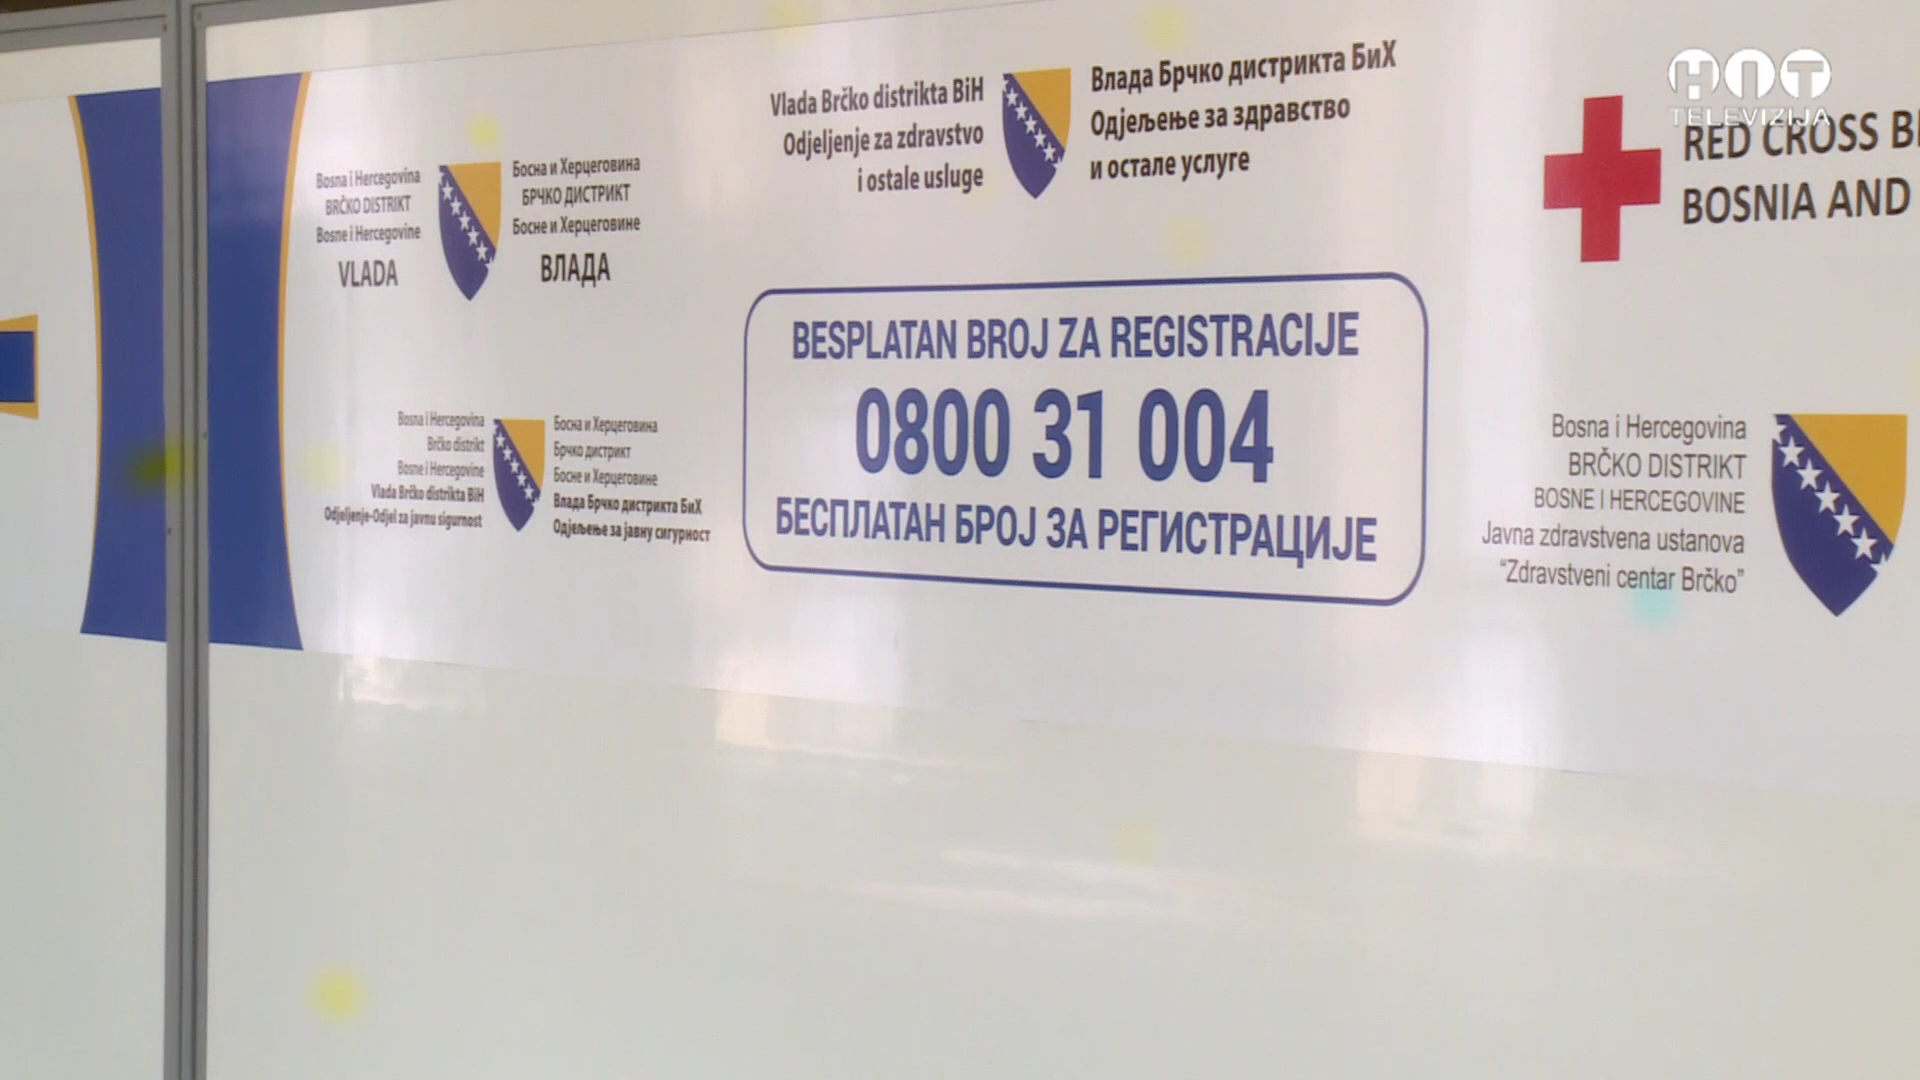 Bosna i Hercegovina
BRČKO DISTRIKT
Bosne i Hercegovine
VLADA
Босна и Херцеговина
БРЧКО ДИСТРИКТ
Босне и Херцеговине
ВЛАДА
Vlada Brčko distrikta BiH
Odjeljenje za zdravstvo
i ostale usluge
Влада Брчко дистрикта БиХ
Одјељење за здравство
и остале услуге
HIT
TELEVIZIJA
RED CROSS
BOSNIA AND
Bosna i Hercegovina
Brčko distrikt
Bosne i Hercegovine
Vlada Brčko distrikta BiH
Odjeljenje-Odjel za javnu sigurnost
Босна и Херцеговина
Брчко дистрикт
Босне и Херцеговине
Влада Брчко дистрикта БиХ
Одјељење за јавну сигурност
BESPLATAN BROJ ZA REGISTRACIJE
0800 31 004
БЕСПЛАТАН БРОЈ ЗА РЕГИСТРАЦИЈЕ
Bosna i Hercegovina
BRČKO DISTRIKT
BOSNE I HERCEGOVINE
Javna zdravstvena ustanova
“Zdravstveni centar Brčko”